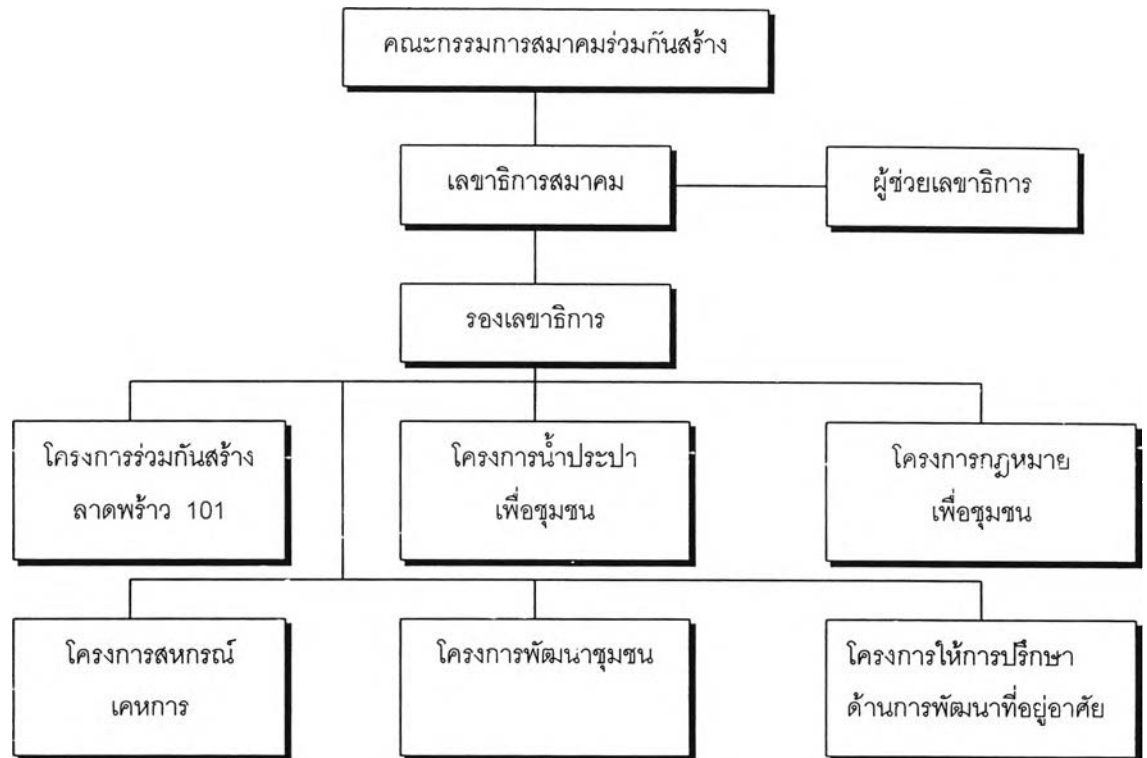 คณะกรรมการสมาคมร่วมกันสร้าง
เลขาธิการสมาคม
ผู้ช่วยเลขาธิการ
รองเลขาธิการ
โครงการร่วมกันสร้าง
ลาดพร้าว 101
โครงการน้ำประปา
เพื่อชุมชน
โครงการกฎหมาย
เพื่อชุมชน
โครงการสหกรณ์
เคหการ
โครงการพัฒนาชุมชน
โครงการให้การปรึกษา
ด้านการพัฒนาที่อยู่อาศัย